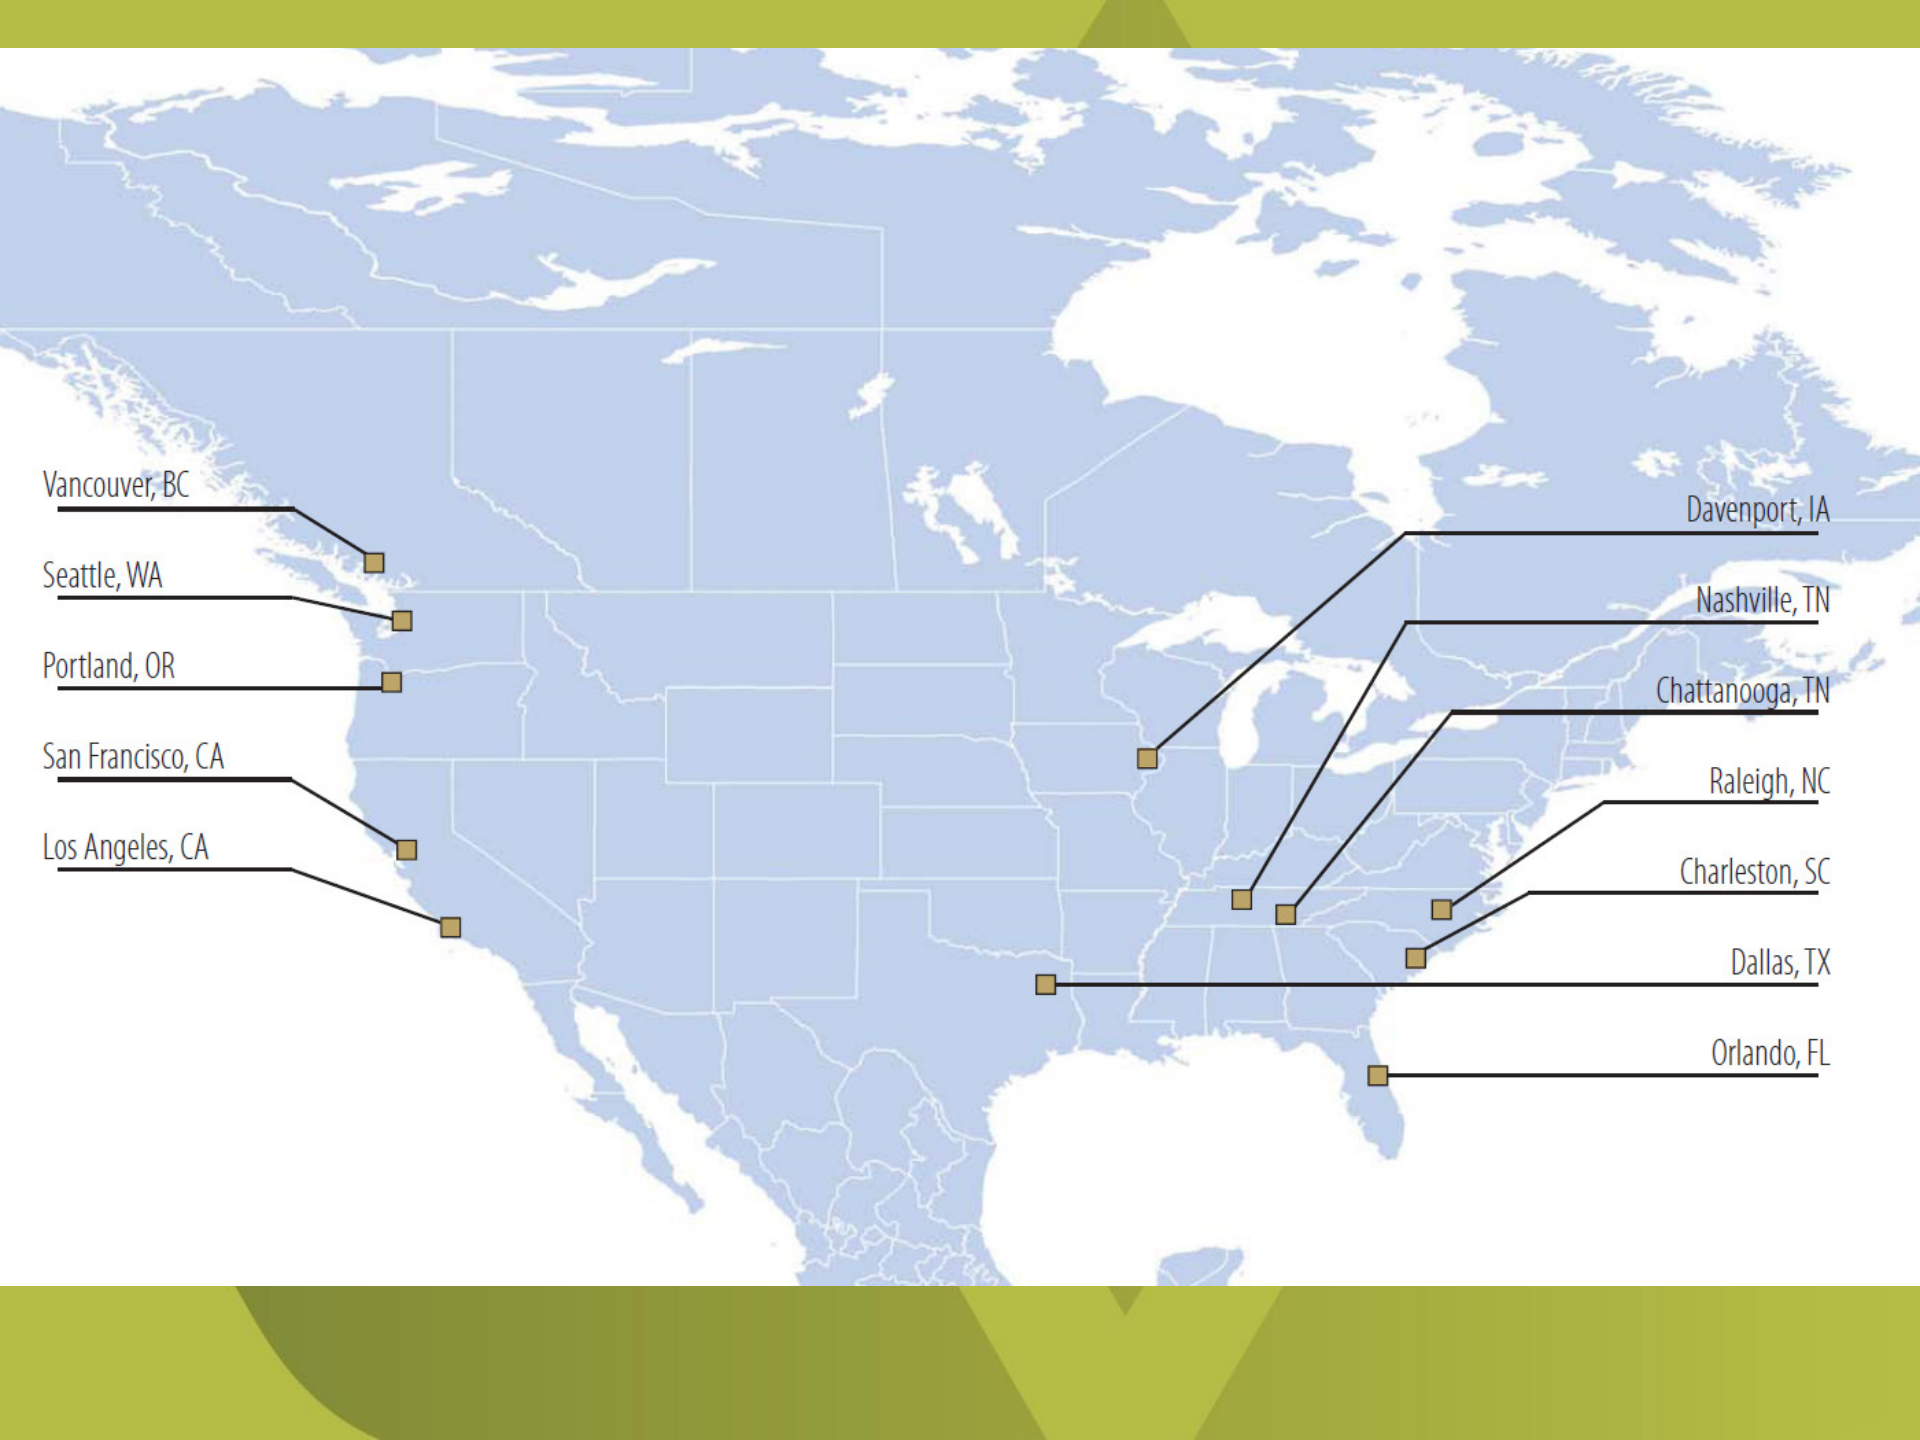 Vancouver, BC
Seattle, WA
Portland, OR
San Francisco, CA
Los Angeles, CA
Davenport, IA
Nashville, TN
Chattanooga, TN
Raleigh, NC
Charleston, SC
Dallas, TX
Orlando, FL